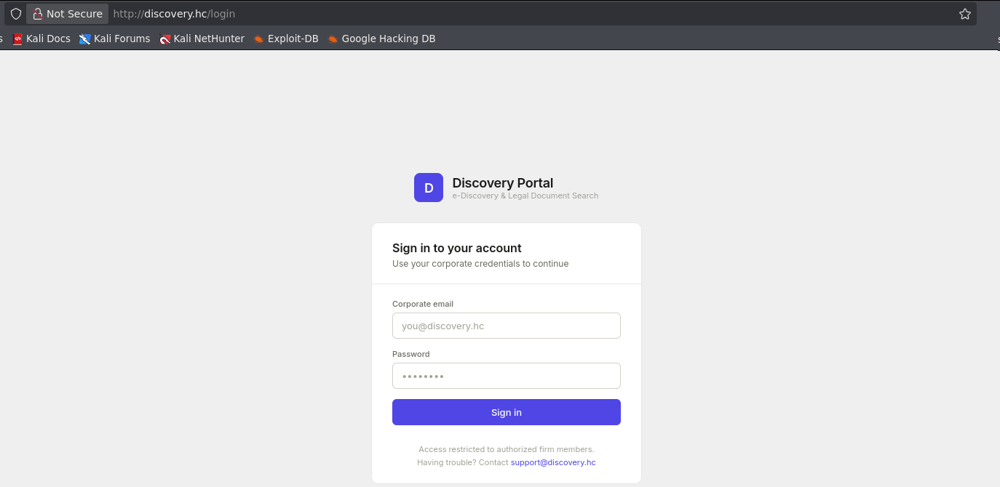 Not Secure http://discovery.hc/login
s Kali Docs Kali Forums Kali NetHunter Exploit-DB Google Hacking DB s
D
Discovery Portal
e-Discovery & Legal Document Search
Sign in to your account
Use your corporate credentials to continue
Corporate email
you@discovery.hc
Password
••••••••
Sign in
Access restricted to authorized firm members.
Having trouble? Contact support@discovery.hc